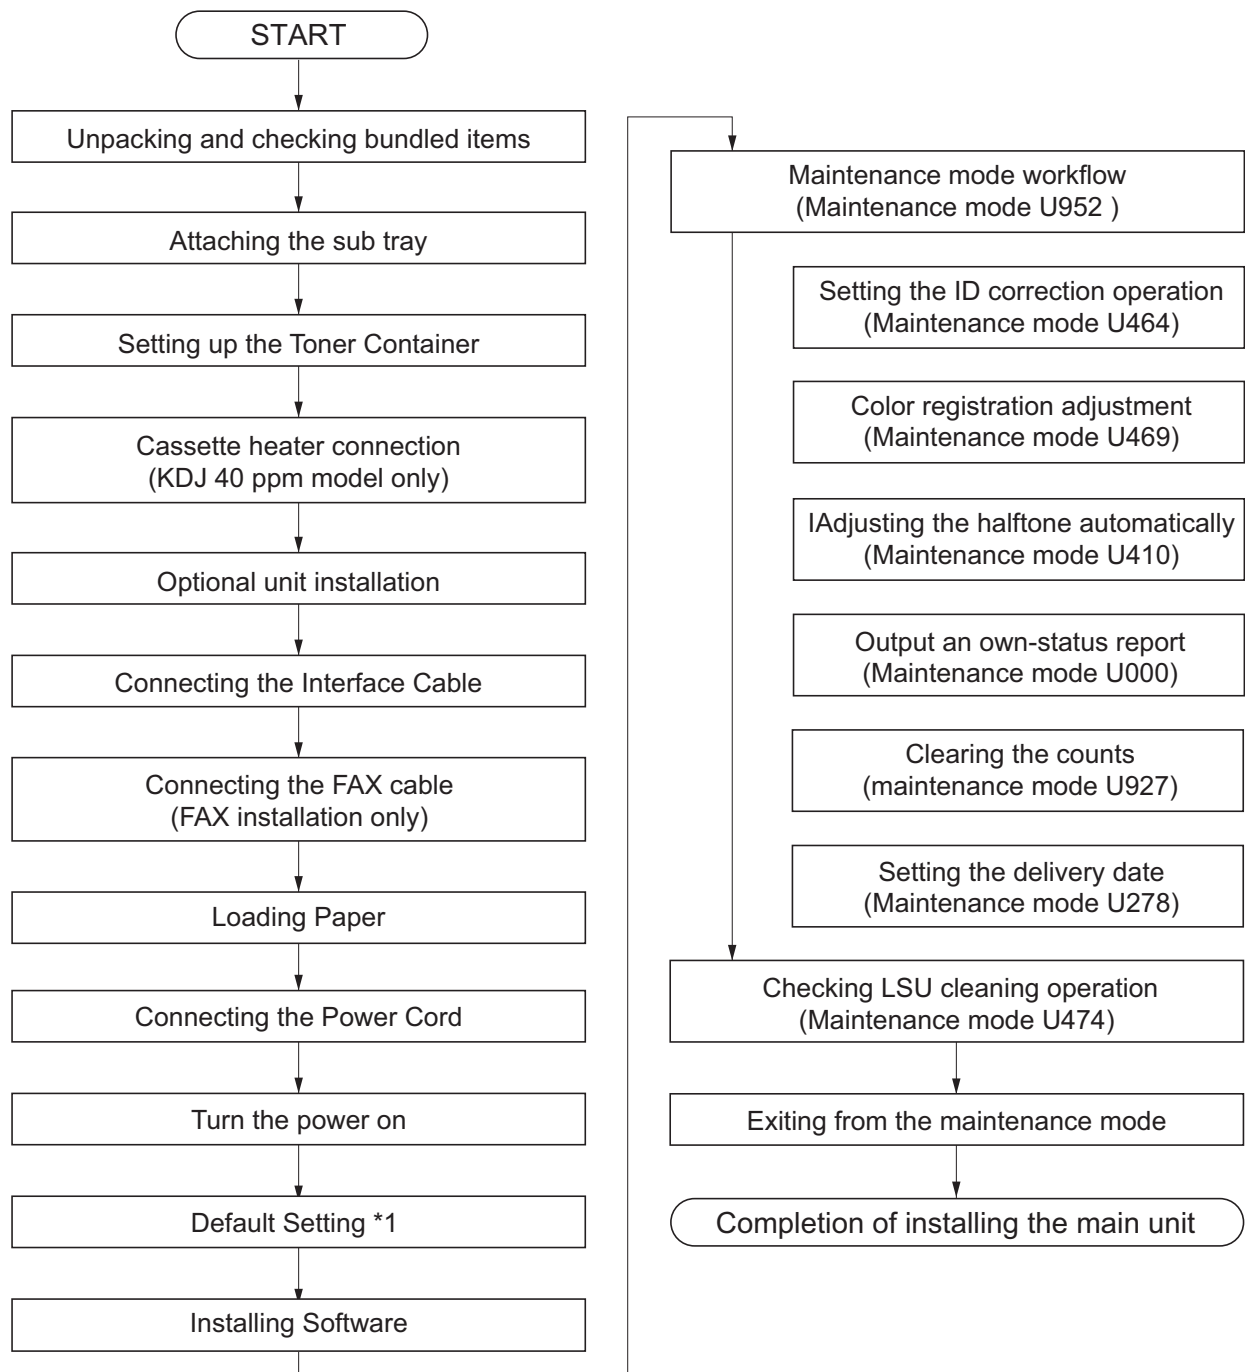 START
Unpacking and checking bundled items
Attaching the sub tray
Setting up the Toner Container
Cassette heater connection
(KDJ 40 ppm model only)
Optional unit installation
Connecting the Interface Cable
Connecting the FAX cable
(FAX installation only)
Loading Paper
Connecting the Power Cord
Turn the power on
Default Setting *1
Installing Software
Maintenance mode workflow
(Maintenance mode U952 )
Setting the ID correction operation
(Maintenance mode U464)
Color registration adjustment
(Maintenance mode U469)
IAdjusting the halftone automatically
(Maintenance mode U410)
Output an own-status report
(Maintenance mode U000)
Clearing the counts
(maintenance mode U927)
Setting the delivery date
(Maintenance mode U278)
Checking LSU cleaning operation
(Maintenance mode U474)
Exiting from the maintenance mode
Completion of installing the main unit